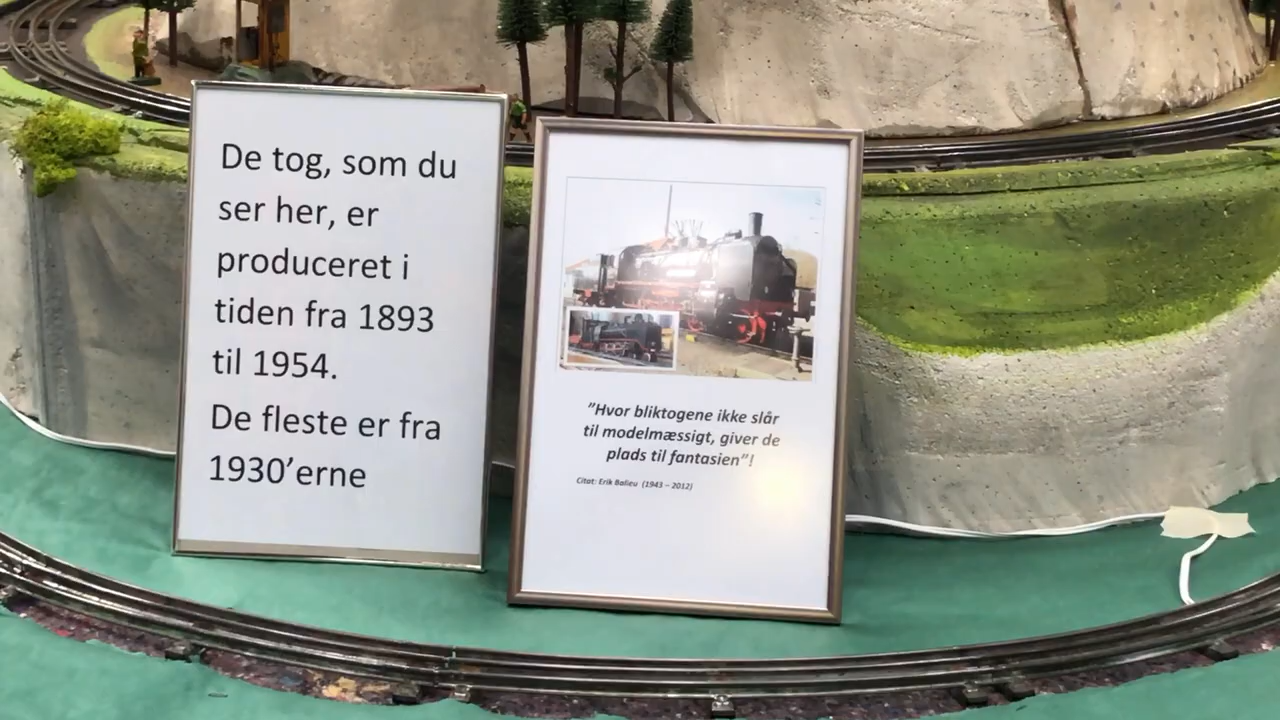 De tog, som du
ser her, er
produceret i
tiden fra 1893
til 1954.
De fleste er fra
1930’erne
”Hvor bliktogene ikke slår
til modelmæssigt, giver de
plads til fantasien”!
Citat: Erik Balieu (1943 – 2012)